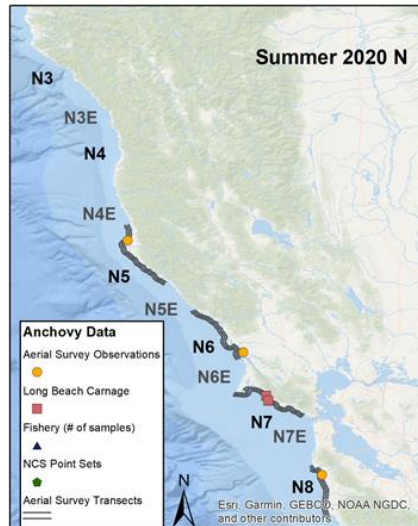 Summer 2020 N
N3
N3E
N4
N4E
N5
N5E
N6
N6E
N7
N7E
N8
Anchovy Data
Aerial Survey Observations
Long Beach Carnage
Fishery (# of samples)
NCS Point Sets
Aerial Survey Transects
N
Esri, Garmin, GEBCO, NOAA NGDC,
and other contributors